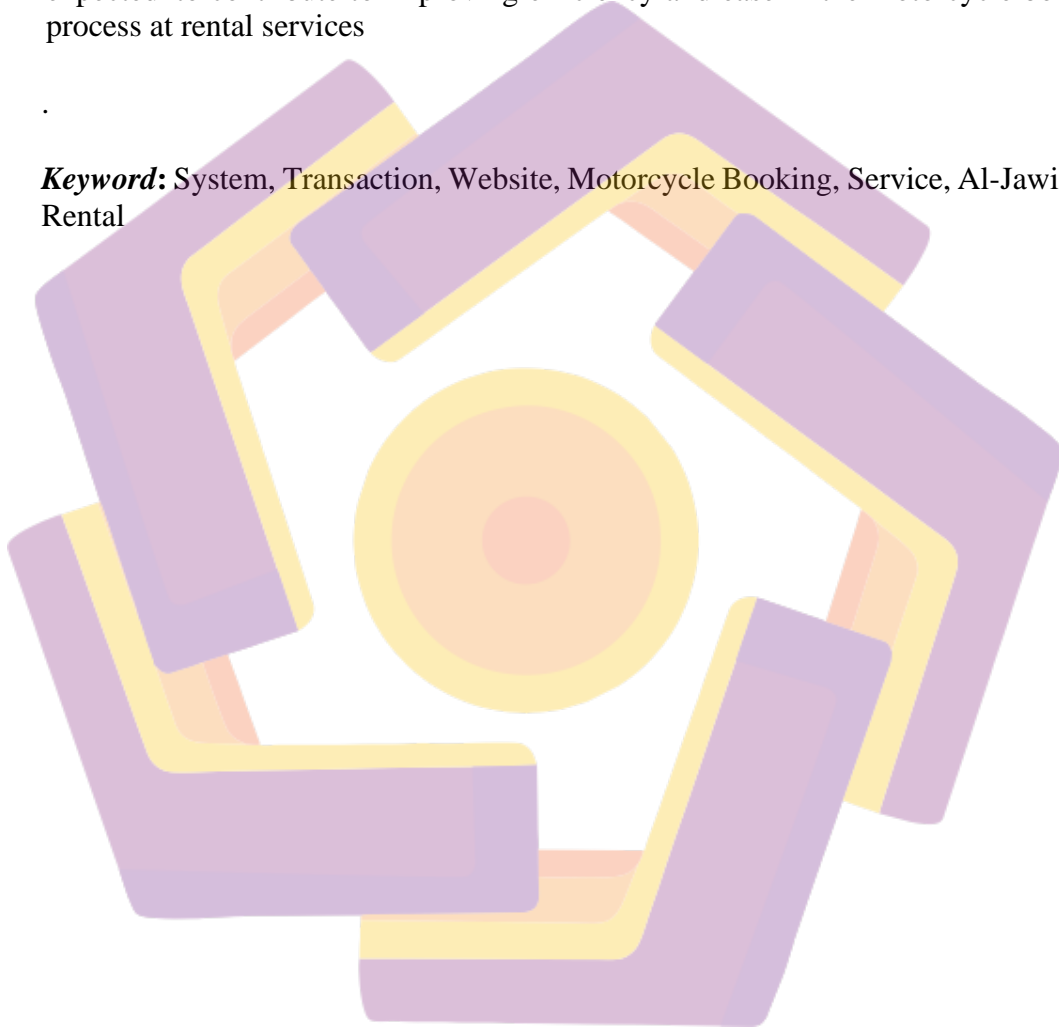 process at rental services
.
Keyword: System, Transaction, Website, Motorcycle Booking, Service, Al-Jawi
Rental